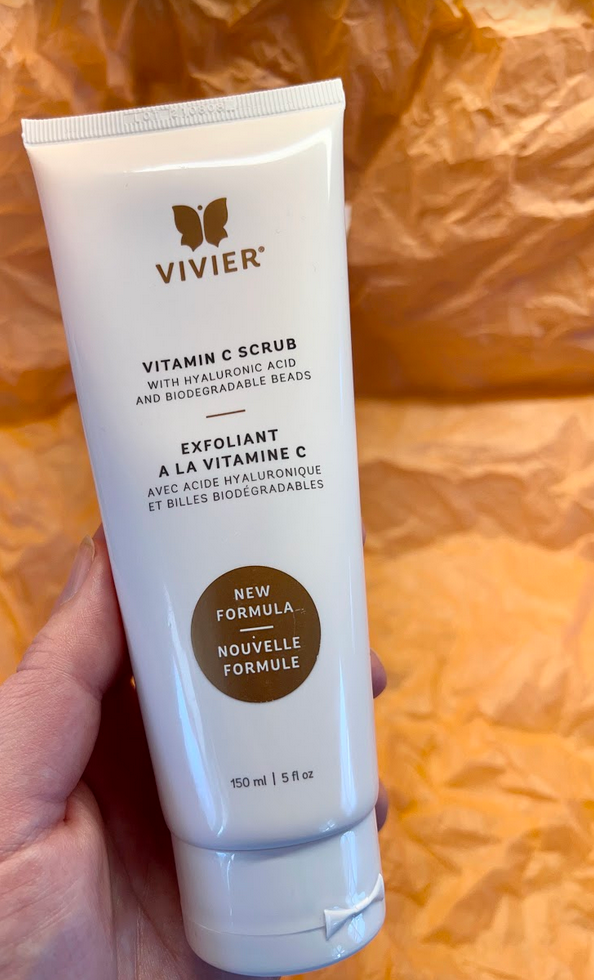 VIVIER®
VITAMIN C SCRUB
WITH HYALURONIC ACID
AND BIODEGRADABLE BEADS
EXFOLIANT
A LA VITAMINE C
AVEC ACIDE HYALURONIQUE
ET BILLES BIODÉGRADABLES
NEW
FORMULA
NOUVELLE
FORMULE
150 ml | 5 fl oz